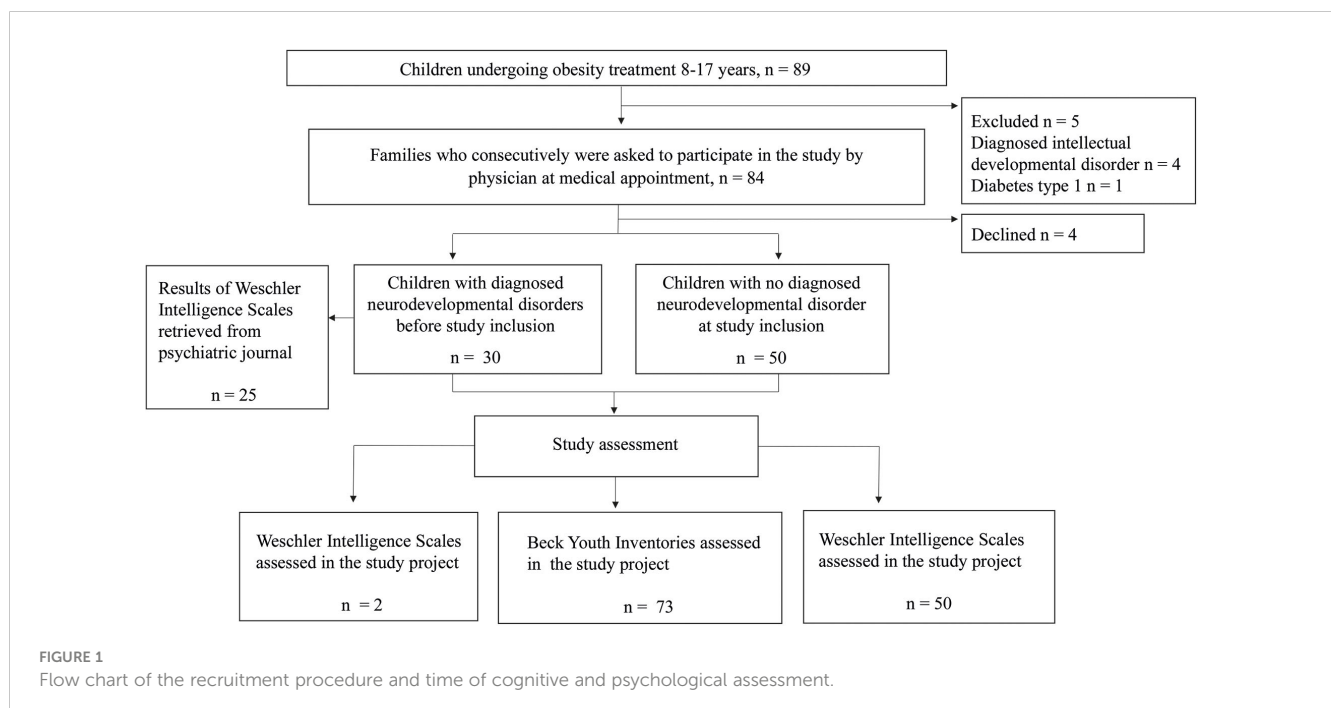 Children undergoing obesity treatment 8-17 years, n = 89
Excluded n = 5
Diagnosed intellectual
developmental disorder n = 4
Diabetes type 1 n = 1
Families who consecutively were asked to participate in the study by
physician at medical appointment, n = 84
Declined n = 4
Results of Weschler
Intelligence Scales
retrieved from
psychiatric journal
n = 25
Children with diagnosed
neurodevelopmental disorders
before study inclusion
n = 30
Children with no diagnosed
neurodevelopmental disorder
at study inclusion
n = 50
Study assessment
Weschler Intelligence Scales
assessed in the study project
n = 2
Beck Youth Inventories assessed
in the study project
n = 73
Weschler Intelligence Scales
assessed in the study project
n = 50
FIGURE 1
Flow chart of the recruitment procedure and time of cognitive and psychological assessment.